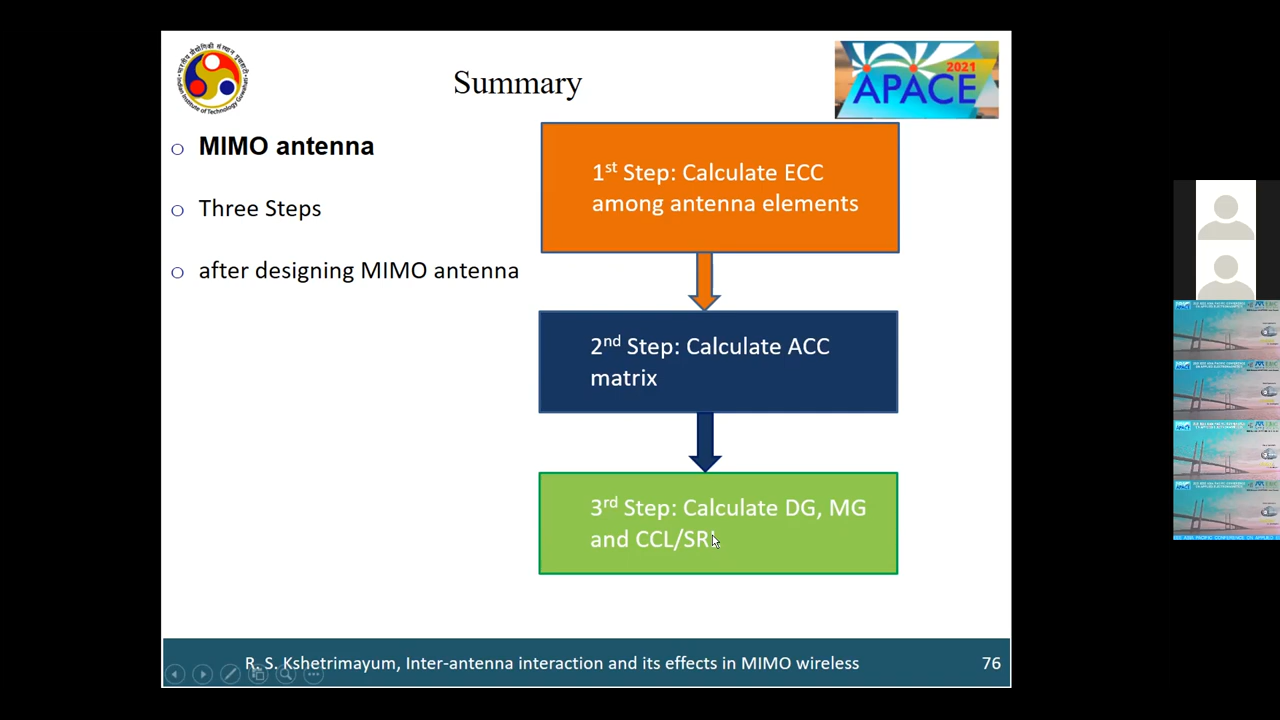 Summary
2021
APACE
MIMO antenna
Three Steps
after designing MIMO antenna
1st Step: Calculate ECC
among antenna elements
2nd Step: Calculate ACC
matrix
3rd Step: Calculate DG, MG
and CCL/SR
R. S. Kshetrimayum, Inter-antenna interaction and its effects in MIMO wireless
76